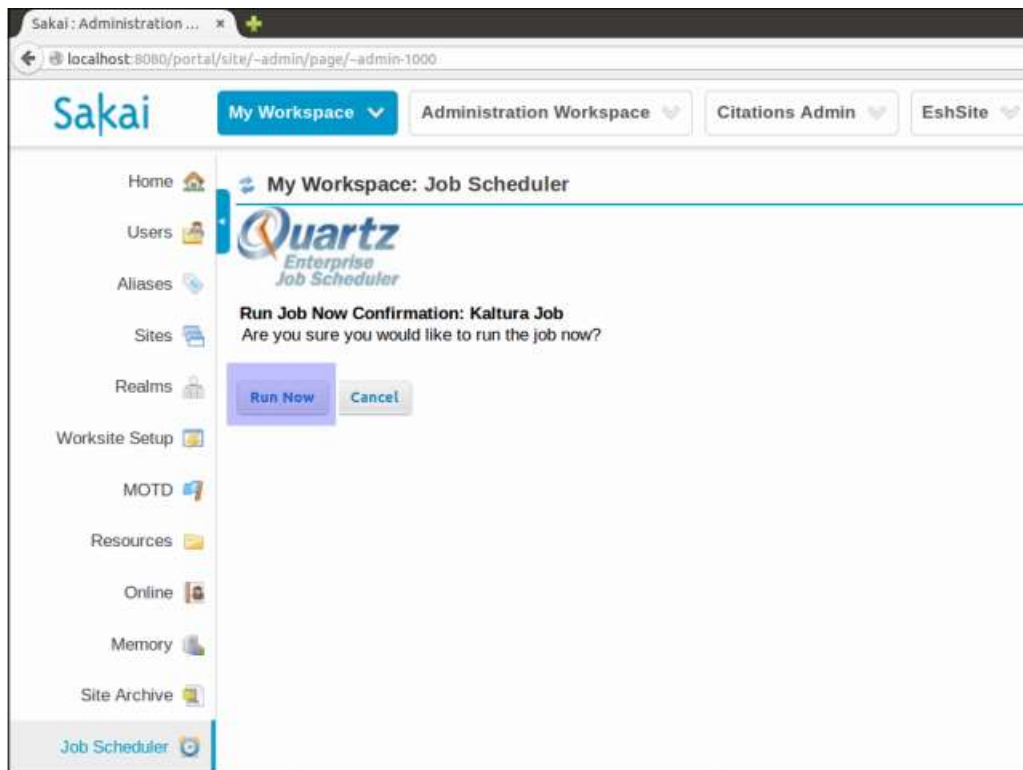 Sakai : Administration ...
localhost:8080/portal/site/~admin/page/~admin-1000
Sakai
My Workspace
Administration Workspace
Citations Admin
EshSite
Home
Users
Aliases
Sites
Realms
Worksite Setup
MOTD
Resources
Online
Memory
Site Archive
Job Scheduler
My Workspace: Job Scheduler
Quartz
Enterprise
Job Scheduler
Run Job Now Confirmation: Kaltura Job
Are you sure you would like to run the job now?
Run Now
Cancel